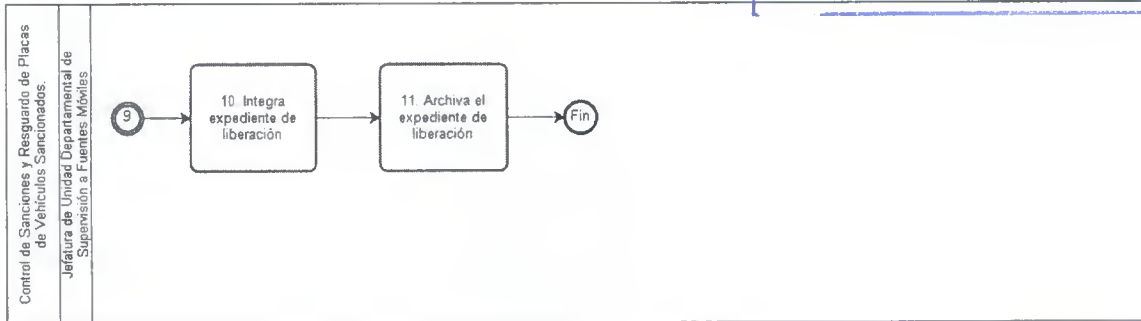 Control de Sanciones y Resguardo de Placas
de Vehículos Sancionados.
Jefatura de Unidad Departamental de
Supervisión a Fuentes Móviles
9
10. Integra
expediente de
liberación
11. Archiva el
expediente de
liberación
Fin